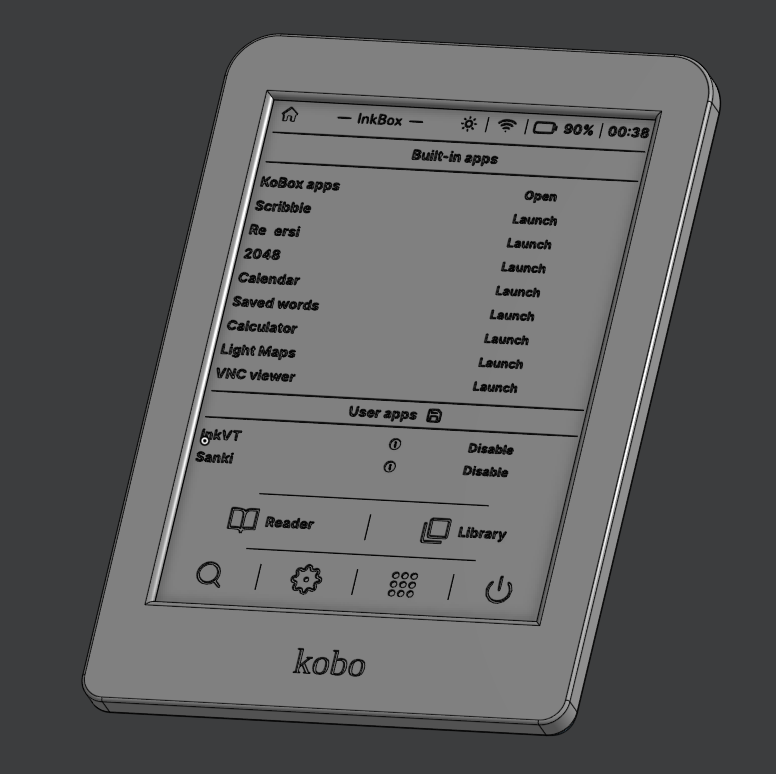 — InkBox — | | 90% | 00:38
Built-in apps
KoBox apps Open
Scribble Launch
Re ersi Launch
2048 Launch
Calendar Launch
Saved words Launch
Calculator Launch
Light Maps Launch
VNC viewer Launch
User apps
InkVT Disable
Sanki Disable
Reader | Library
kobo